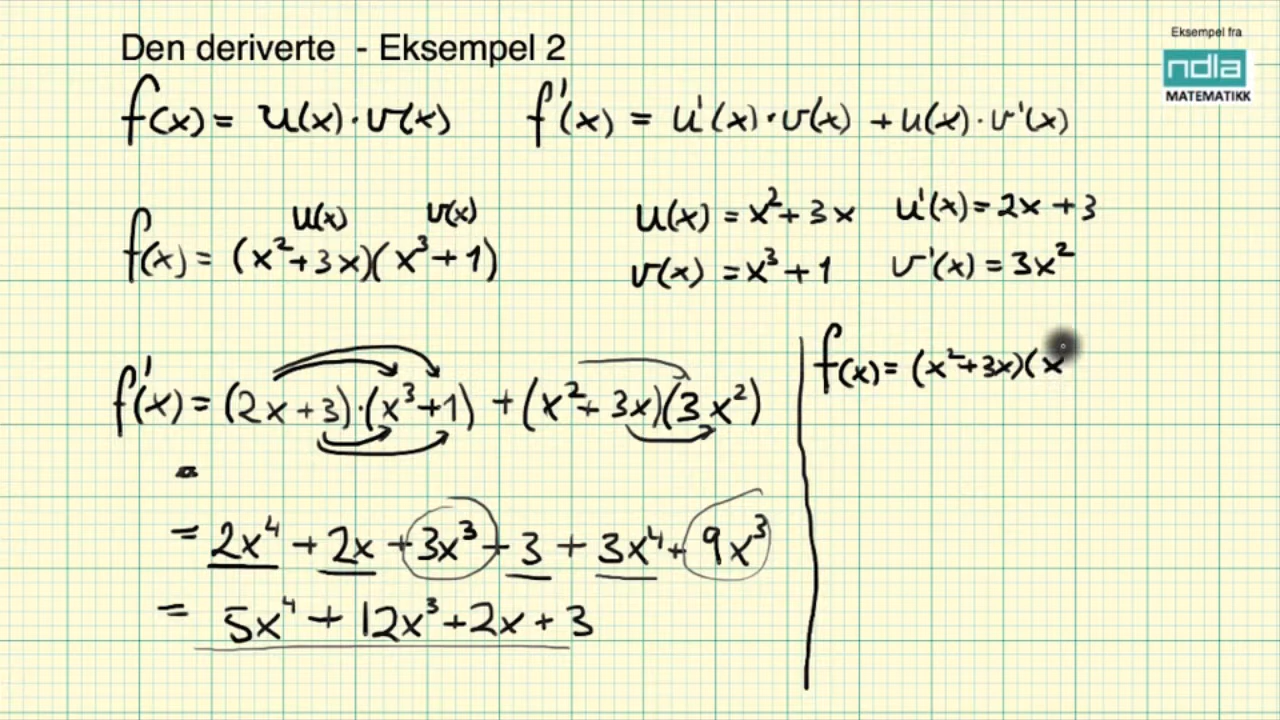 Den deriverte - Eksempel 2
Eksempel fra
ndla
MATEMATIKK
f(x) = u(x)·v(x)
f'(x) = u'(x)·v(x) + u(x)·v'(x)
u(x) v(x)
f(x) = (x²+3x)(x³+1)
u(x) = x²+3x u'(x) = 2x+3
v(x) = x³+1 v'(x) = 3x²
f'(x) = (2x+3)·(x³+1) + (x²+3x)(3x²)
=
= 2x⁴ + 2x + 3x³ + 3 + 3x⁴ + 9x³
= 5x⁴ + 12x³ + 2x + 3
f(x) = (x²+3x)(x